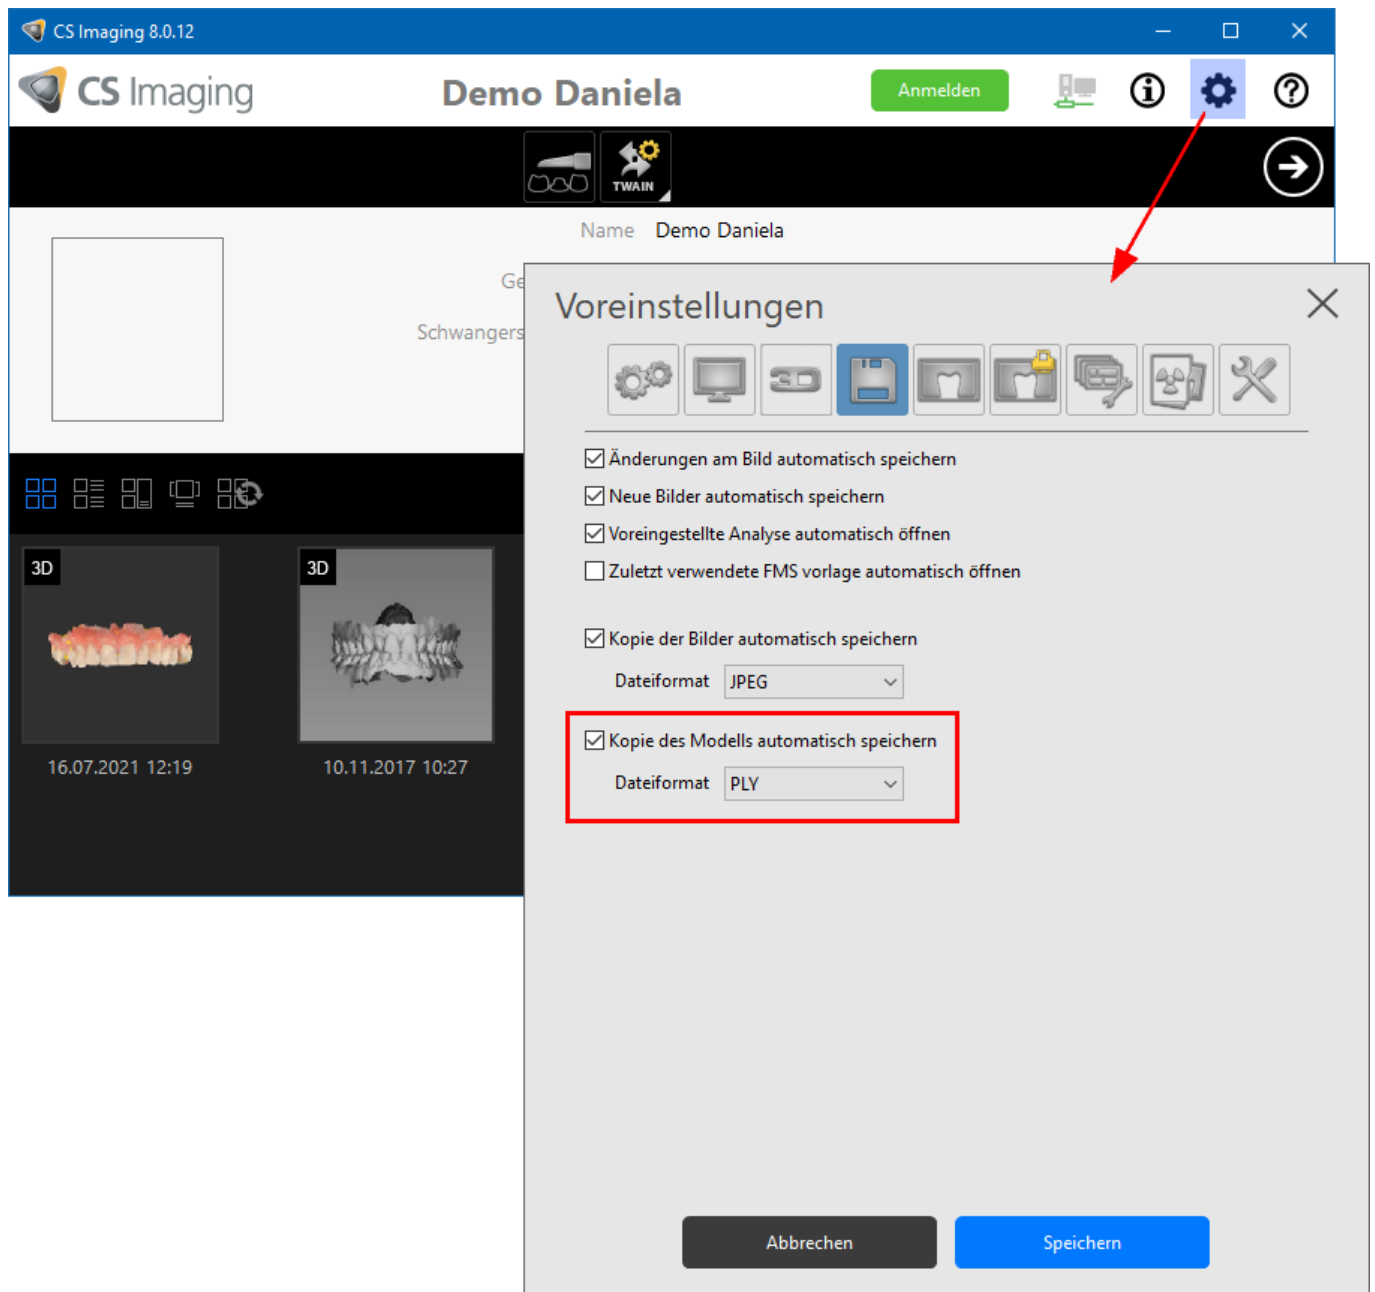 CS Imaging 8.0.12
CS Imaging
Demo Daniela
Anmelden
TWAIN
Name Demo Daniela
Ge
Schwangers
Voreinstellungen
3D
Änderungen am Bild automatisch speichern
Neue Bilder automatisch speichern
Voreingestellte Analyse automatisch öffnen
Zuletzt verwendete FMS vorlage automatisch öffnen
Kopie der Bilder automatisch speichern
Dateiformat JPEG
Kopie des Modells automatisch speichern
Dateiformat PLY
3D
3D
16.07.2021 12:19
10.11.2017 10:27
Abbrechen
Speichern